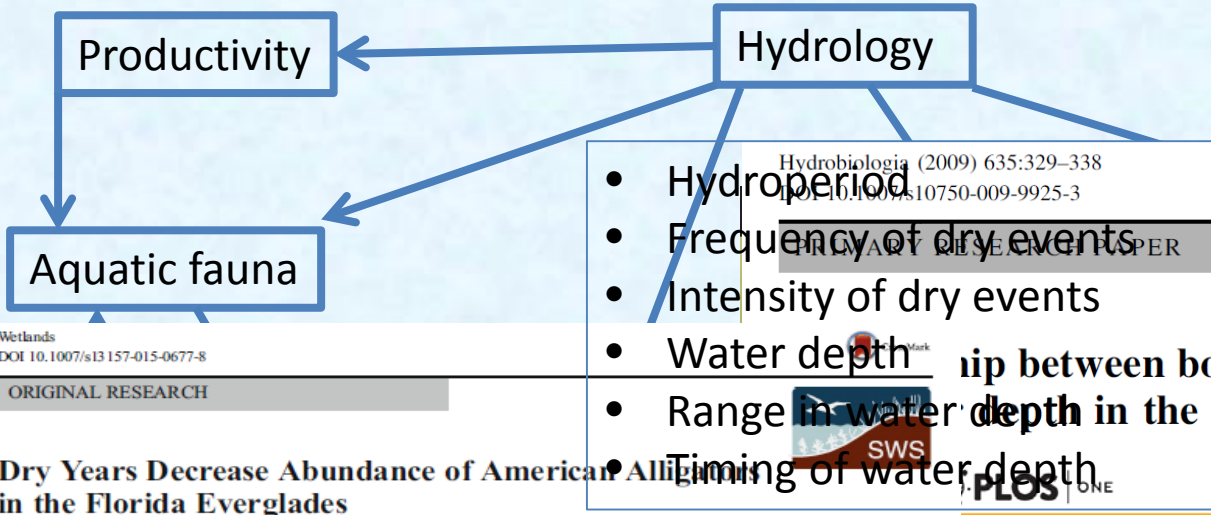 Productivity
Hydrology
Aquatic fauna
Hydrobiologia (2009) 635:329–338
DOI 10.1007/s10750-009-9925-3
PRIMARY RESEARCH PAPER
• Hydroperiod
• Frequency of dry events
• Intensity of dry events
• Water depth
• Range in water depth
• Timing of water depth
Wetlands
DOI 10.1007/s13157-015-0677-8
ORIGINAL RESEARCH
Mark
SWS
Dry Years Decrease Abundance of American Alligators
in the Florida Everglades
between
depth in the
PLOS ONE